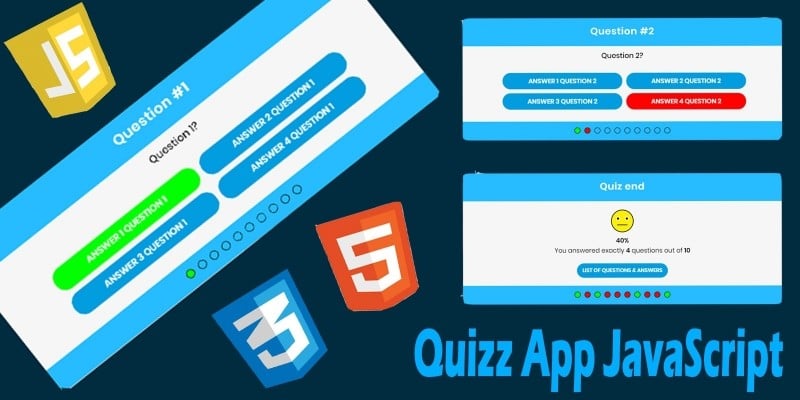 JS
Question #1
Question 1?
ANSWER 1 QUESTION 1
ANSWER 2 QUESTION 1
ANSWER 3 QUESTION 1
ANSWER 4 QUESTION 1
5
3
Question #2
Question 2?
ANSWER 1 QUESTION 2
ANSWER 2 QUESTION 2
ANSWER 3 QUESTION 2
ANSWER 4 QUESTION 2
Quiz end
40%
You answered exactly 4 questions out of 10
LIST OF QUESTIONS & ANSWERS
Quizz App JavaScript